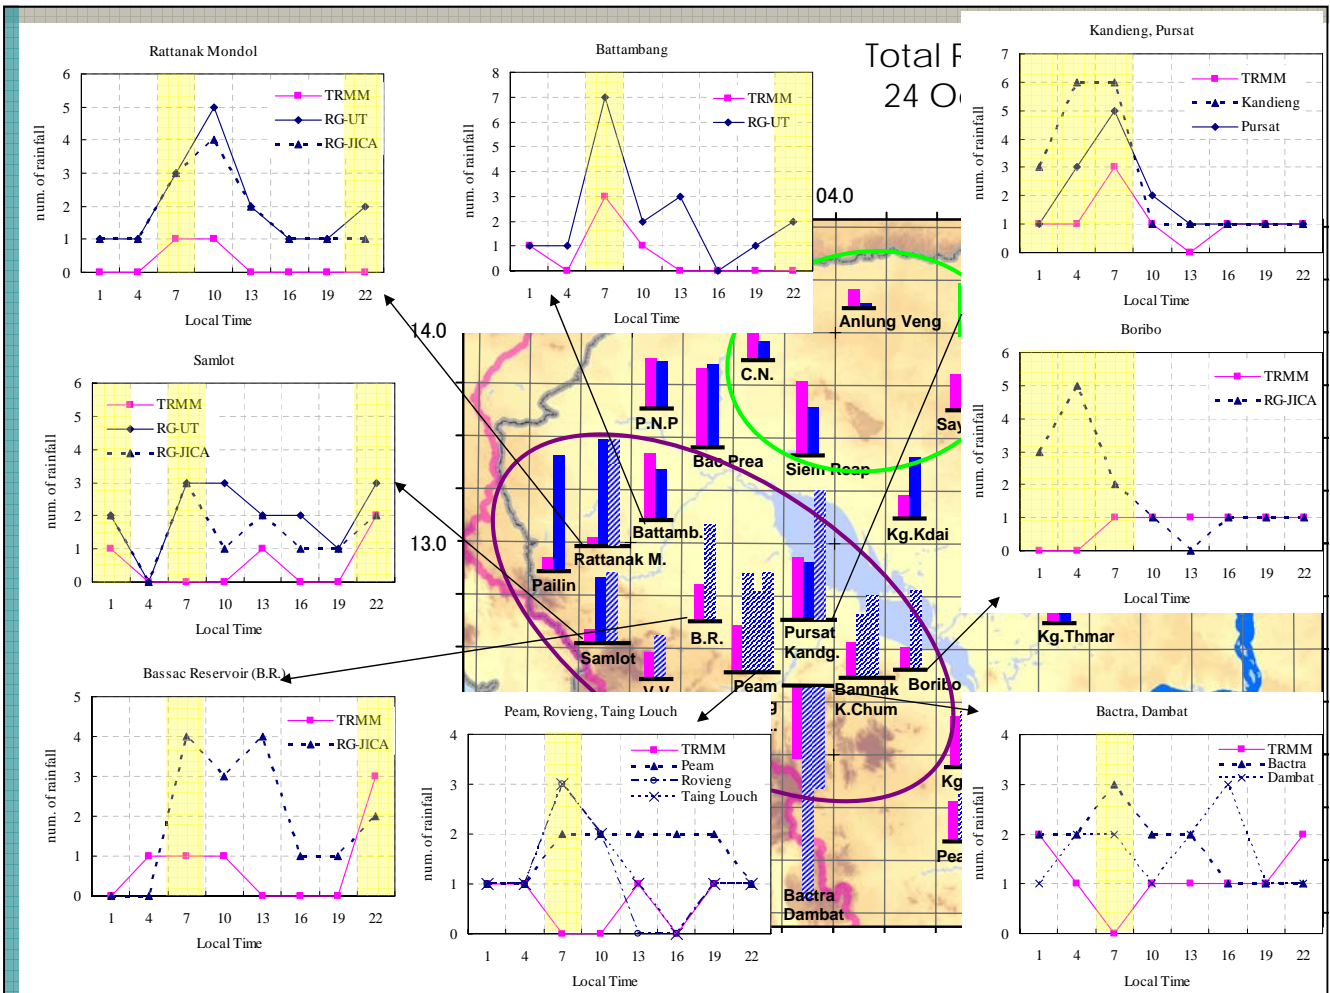 Rattanak Mondol
6
5
4
3
2
1
0
num. of rainfall
TRMM
RG-UT
RG-JICA
1 4 7 10 13 16 19 22
Local Time
Battambang
8
7
6
5
4
3
2
1
0
num. of rainfall
TRMM
RG-UT
1 4 7 10 13 16 19 22
Local Time
Total
24 O
04.0
Kandieng, Pursat
7
6
5
4
3
2
1
0
num. of rainfall
TRMM
Kandieng
Pursat
1 4 7 10 13 16 19 22
Local Time
Samlot
6
5
4
3
2
1
0
num. of rainfall
TRMM
RG-UT
RG-JICA
1 4 7 10 13 16 19 22
Local Time
14.0
13.0
Anlung Veng
C.N.
P.N.P
Bac Prea
Siem Reap
Say
Battamb.
Kg.Kdai
Rattanak M.
Pailin
Samlot
B.R.
Pursat
Kandg.
V.V
Peam
Bamnak
K.Chum
Boribo
Kg.Thmar
Kg
Pea
Bactra
Dambat
Boribo
6
5
4
3
2
1
0
num. of rainfall
TRMM
RG-JICA
1 4 7 10 13 16 19 22
Local Time
Bassac Reservoir (B.R.)
5
4
3
2
1
0
num. of rainfall
TRMM
RG-JICA
1 4 7 10 13 16 19 22
Local Time
Peam, Rovieng, Taing Louch
4
3
2
1
0
num. of rainfall
TRMM
Peam
Rovieng
Taing Louch
1 4 7 10 13 16 19 22
Local Time
Bactra, Dambat
4
3
2
1
0
num. of rainfall
TRMM
Bactra
Dambat
1 4 7 10 13 16 19 22
Local Time